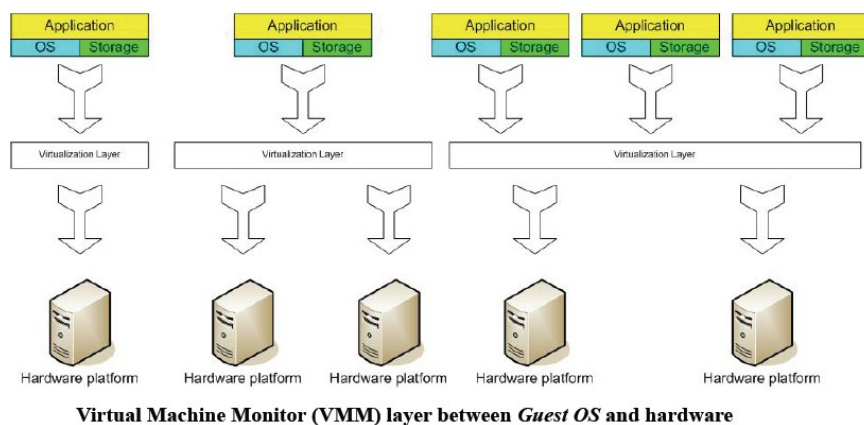 Application Application Application Application Application
OS Storage OS Storage OS Storage OS Storage OS Storage
Virtualization Layer Virtualization Layer Virtualization Layer
Hardware platform Hardware platform Hardware platform Hardware platform Hardware platform
Virtual Machine Monitor (VMM) layer between Guest OS and hardware